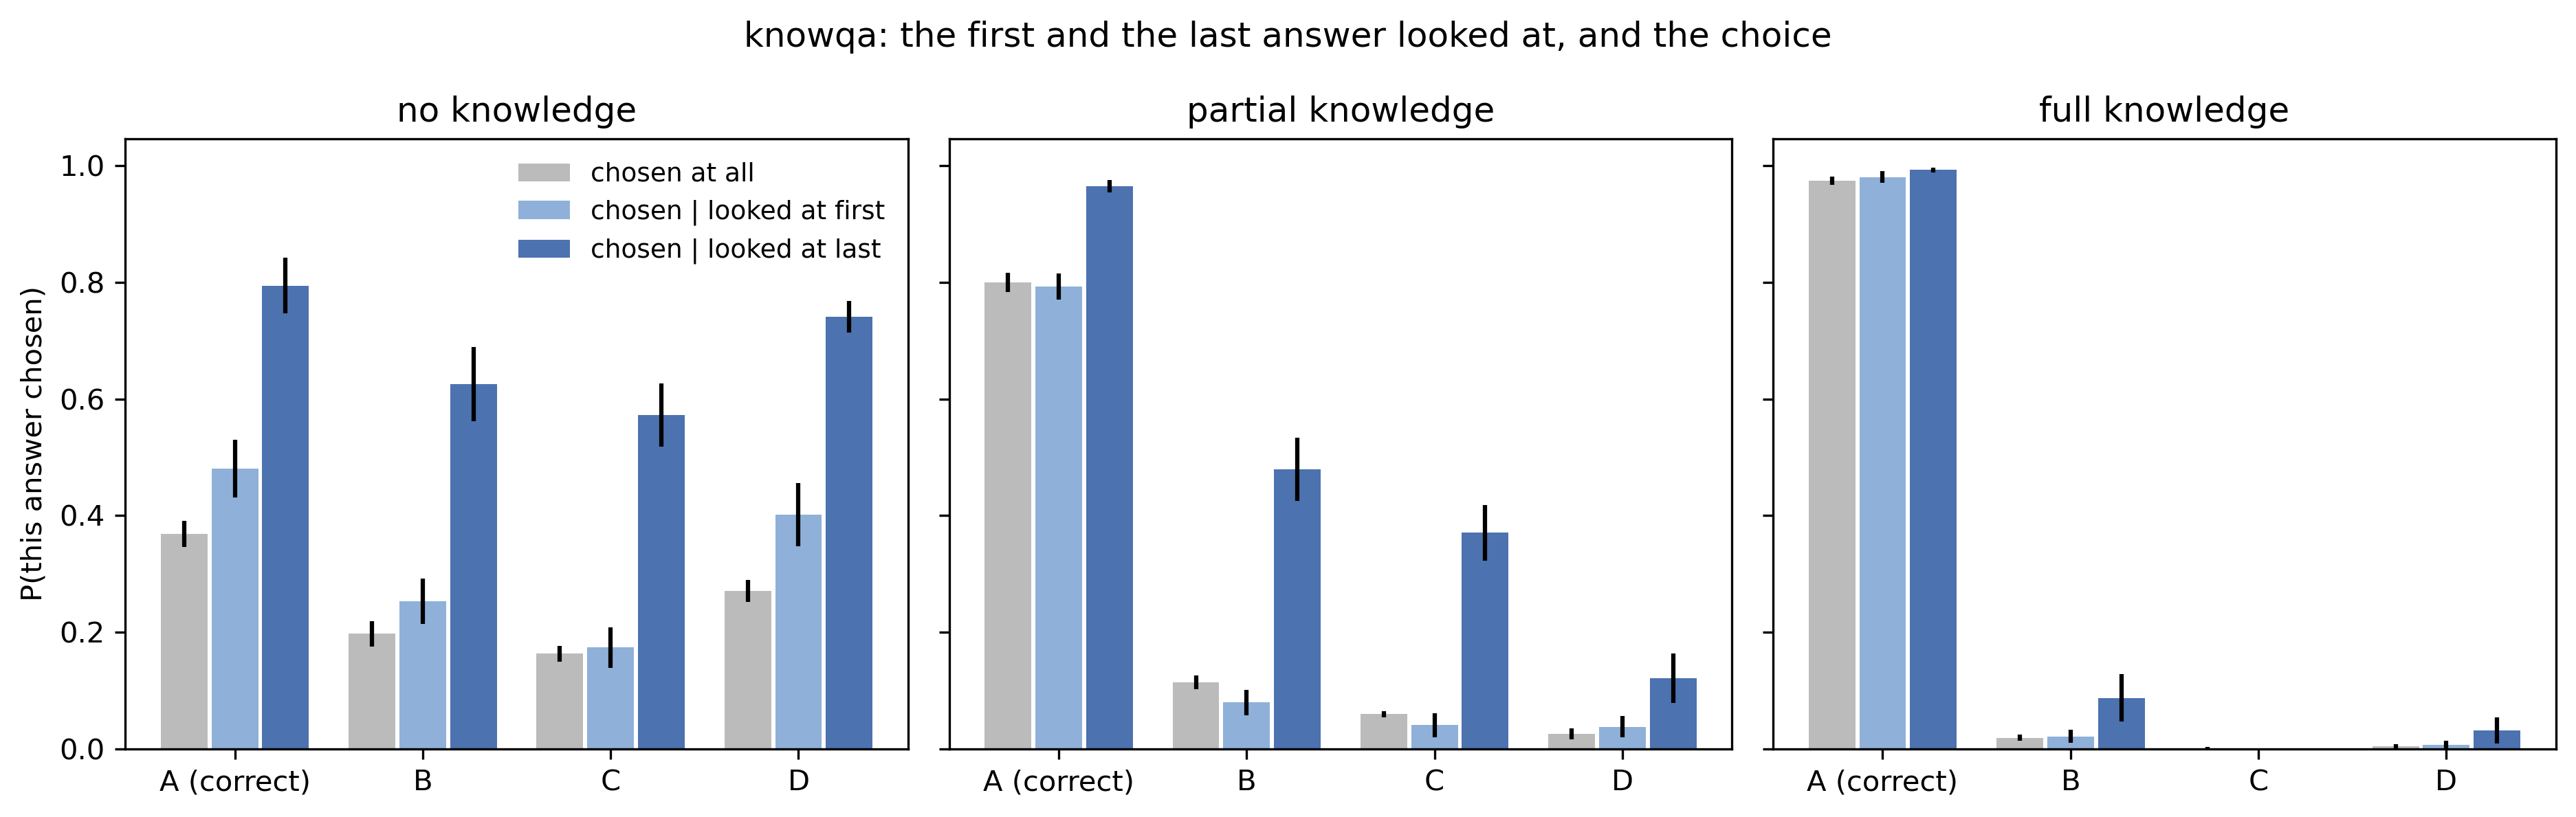 knowqa: the first and the last answer looked at, and the choice
no knowledge
partial knowledge
full knowledge
P(this answer chosen)
1.0
0.8
0.6
0.4
0.2
0.0
chosen at all
chosen | looked at first
chosen | looked at last
A (correct) B C D
A (correct) B C D
A (correct) B C D